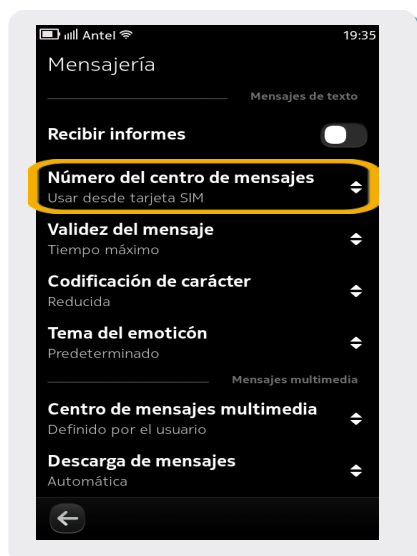 Antel 19:35
Mensajería
Mensajes de texto
Recibir informes
Número del centro de mensajes
Usar desde tarjeta SIM
Validez del mensaje
Tiempo máximo
Codificación de carácter
Reducida
Tema del emoticón
Predeterminado
Mensajes multimedia
Centro de mensajes multimedia
Definido por el usuario
Descarga de mensajes
Automática